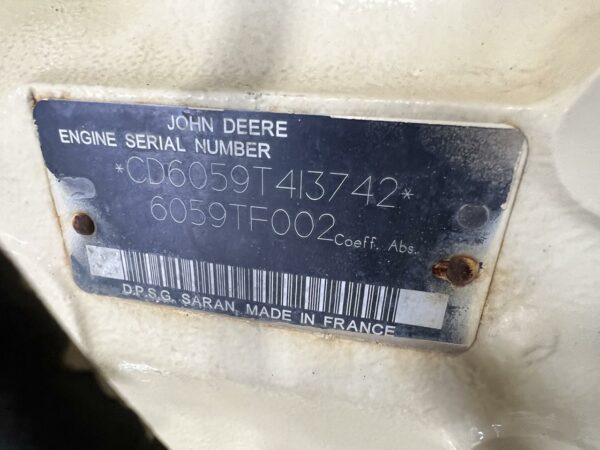 JOHN DEERE
ENGINE SERIAL NUMBER
*CD6059T413742*
6059TF002 Coeff. Abs.
D.P.S.G. SARAN, MADE IN FRANCE